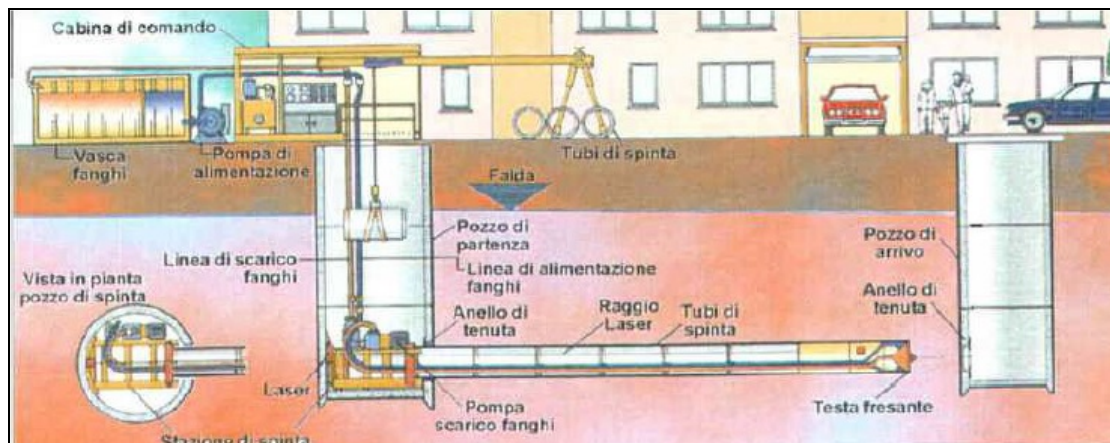 Cabina di comando
Vasca
fanghi
Pompa di
alimentazione
Tubi di spinta
Falda
Pozzo di
partenza
Linea di scarico
fanghi
Linea di alimentazione
fanghi
Pozzo di
arrivo
Vista in pianta
pozzo di spinta
Anello di
tenuta
Raggio
Laser
Tubi di
spinta
Anello di
tenuta
Laser
Pompa
scarico fanghi
Testa fresante
Stazione di spinta